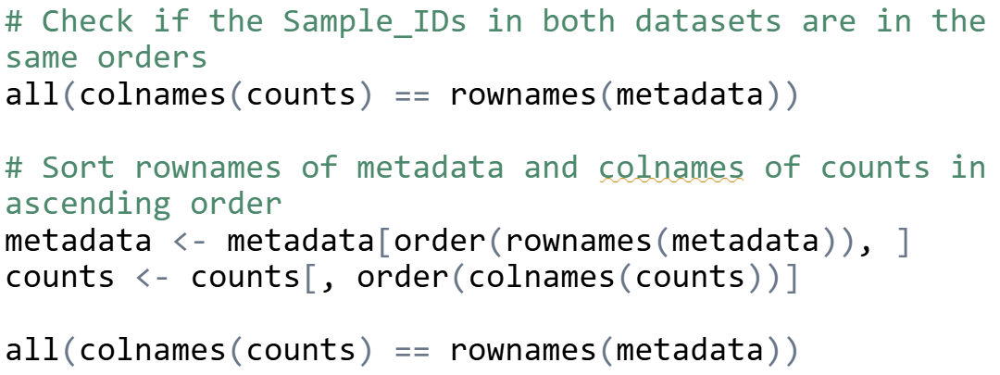 # Check if the Sample_IDs in both datasets are in the
same orders
all(colnames(counts) == rownames(metadata))
# Sort rownames of metadata and colnames of counts in
ascending order
metadata <- metadata[order(rownames(metadata)), ]
counts <- counts[, order(colnames(counts))]
all(colnames(counts) == rownames(metadata))